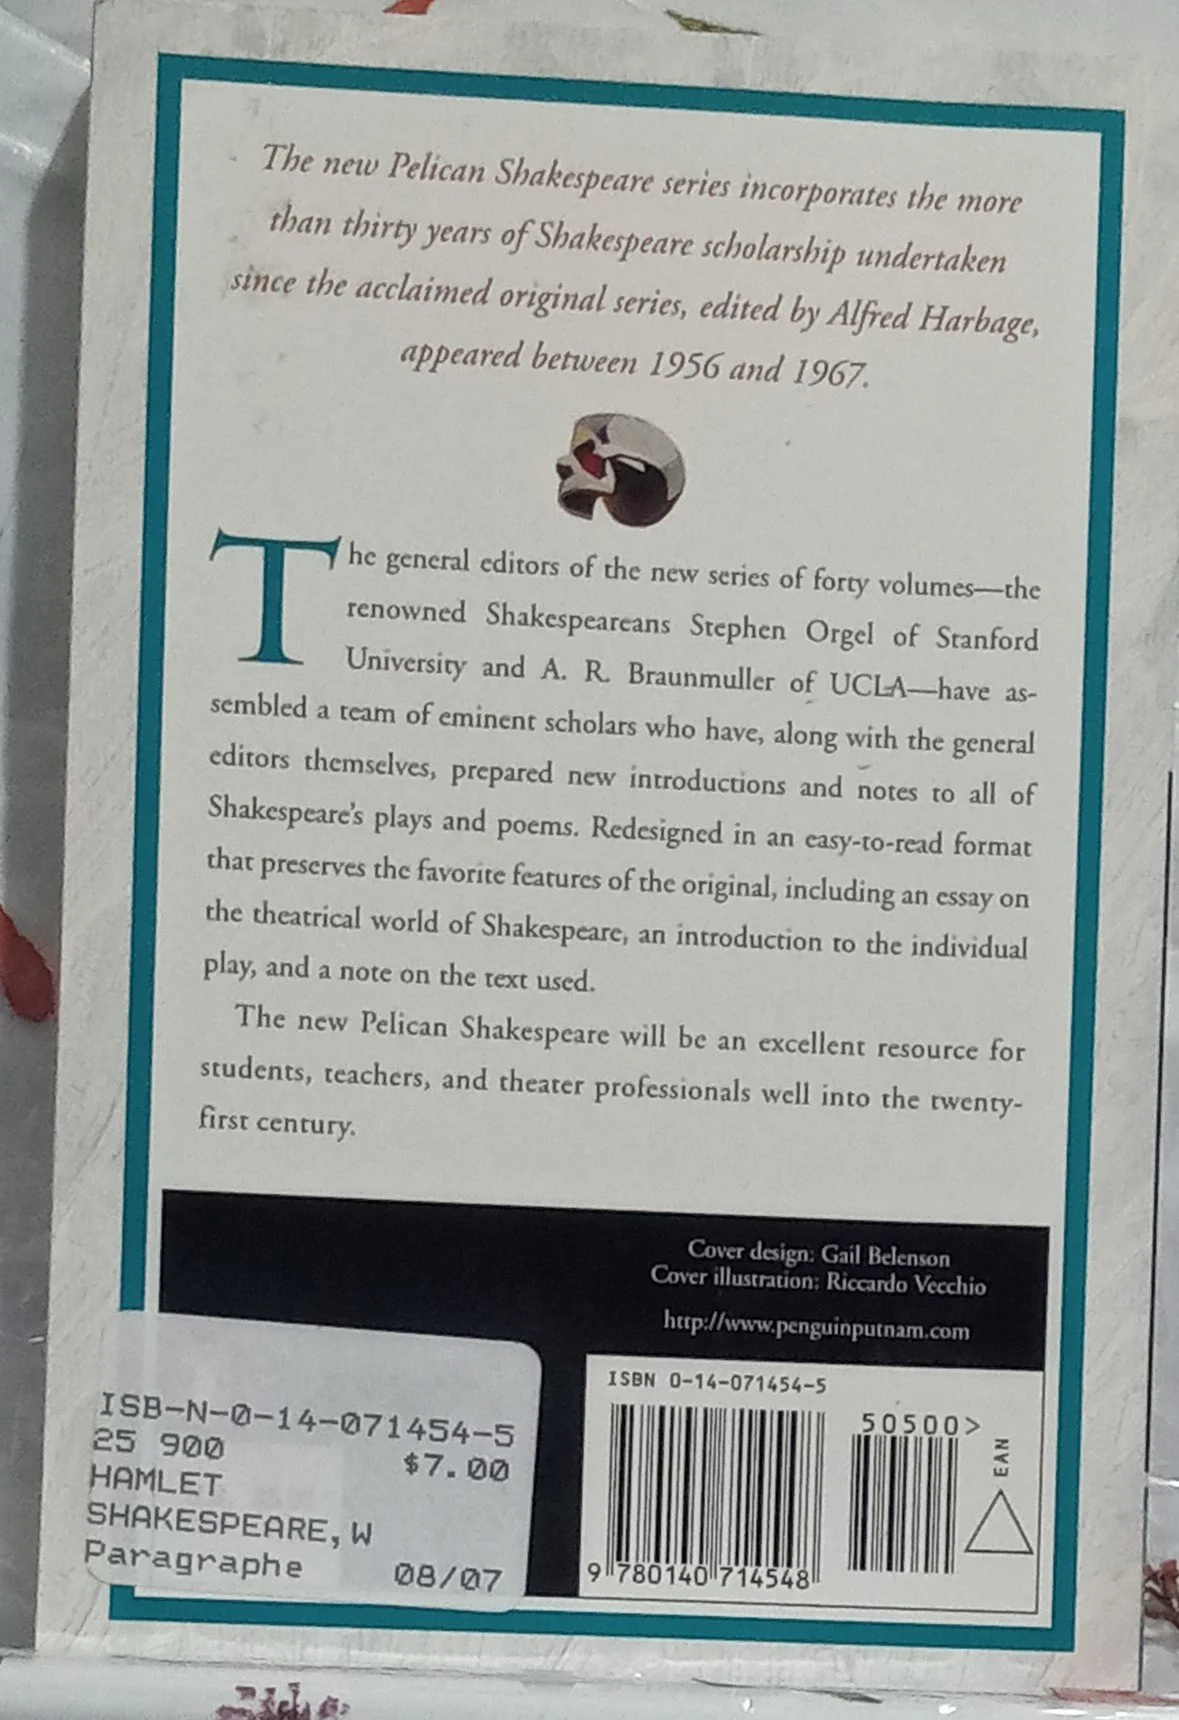 The new Pelican Shakespeare series incorporates the more
than thirty years of Shakespeare scholarship undertaken
since the acclaimed original series, edited by Alfred Harbage,
appeared between 1956 and 1967.
The general editors of the new series of forty volumes—the
renowned Shakespeareans Stephen Orgel of Stanford
University and A. R. Braunmuller of UCLA—have as-
sembled a team of eminent scholars who have, along with the general
editors themselves, prepared new introductions and notes to all of
Shakespeare's plays and poems. Redesigned in an easy-to-read format
that preserves the favorite features of the original, including an essay on
the theatrical world of Shakespeare, an introduction to the individual
play, and a note on the text used.
The new Pelican Shakespeare will be an excellent resource for
students, teachers, and theater professionals well into the twenty-
first century.
Cover design: Gail Belenson
Cover illustration: Riccardo Vecchio
http://www.penguinputnam.com
ISB-N-0-14-071454-5
25 900 $7.00
HAMLET
SHAKESPEARE, W
Paragraphe 08/07
ISBN 0-14-071454-5
50500>
EAN
9 780140 714548